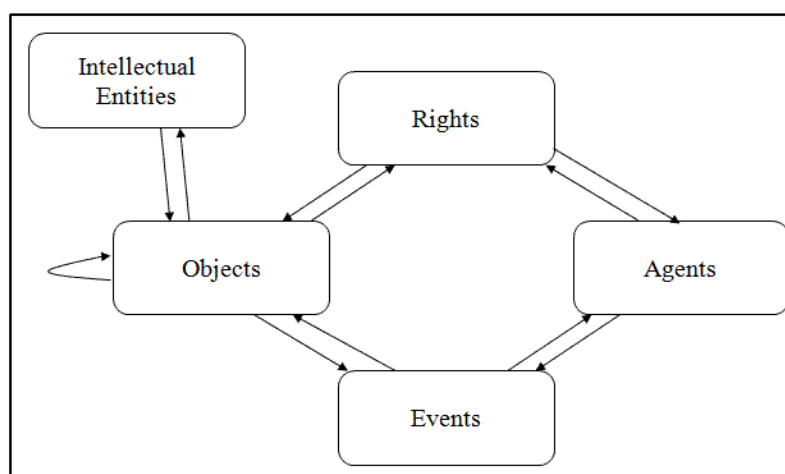 Intellectual
Entities
Rights
Objects
Agents
Events